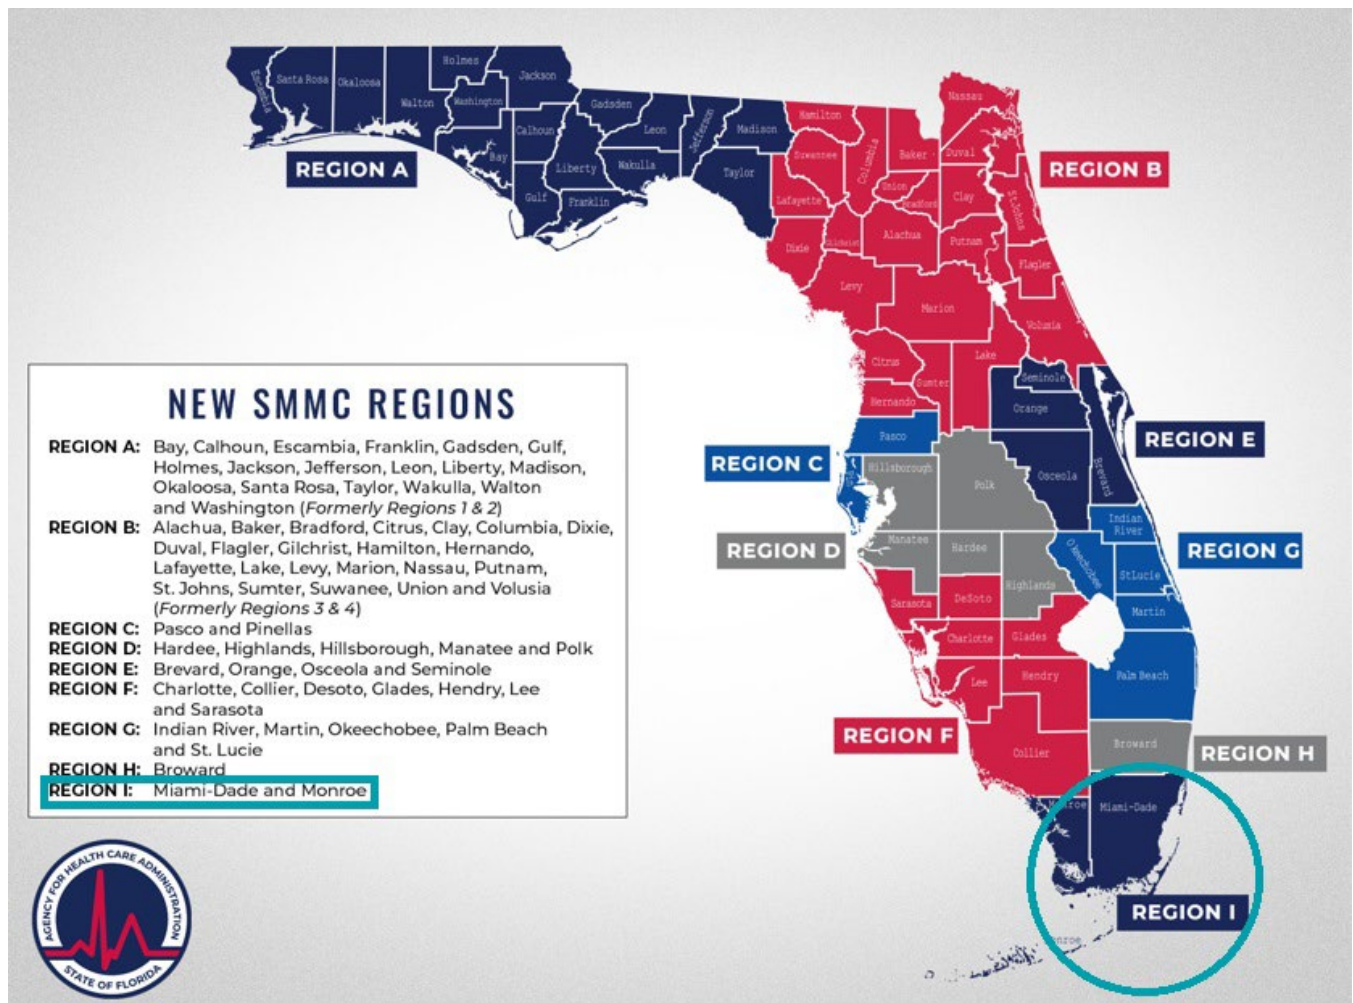 Holmes
Jackson
Escambia
Santa Rosa
Okaloosa
Walton
Washington
Calhoun
Bay
Gulf
Liberty
Franklin
Gadsden
Leon
Wakulla
Jefferson
Madison
Taylor
REGION A
Nassau
Hamilton
Suwannee
Columbia
Baker
Duval
Union
Bradford
Clay
St Johns
Lafayette
Dixie
Alachua
Putnam
Flagler
Levy
Marion
Volusia
REGION B
Citrus
Lake
Sumter
Hernando
Seminole
Orange
Osceola
Brevard
REGION E
Pasco
REGION C
Hillsborough
Polk
Manatee
Hardee
Highlands
REGION D
Indian
River
Okeechobee
St Lucie
Martin
Palm Beach
REGION G
Sarasota
DeSoto
Charlotte
Glades
Lee
Hendry
Collier
REGION F
Broward
REGION H
Monroe
Miami-Dade
REGION I
NEW SMMC REGIONS
REGION A: Bay, Calhoun, Escambia, Franklin, Gadsden, Gulf,
Holmes, Jackson, Jefferson, Leon, Liberty, Madison,
Okaloosa, Santa Rosa, Taylor, Wakulla, Walton
and Washington (Formerly Regions 1 & 2)
REGION B: Alachua, Baker, Bradford, Citrus, Clay, Columbia, Dixie,
Duval, Flagler, Gilchrist, Hamilton, Hernando,
Lafayette, Lake, Levy, Marion, Nassau, Putnam,
St. Johns, Sumter, Suwanee, Union and Volusia
(Formerly Regions 3 & 4)
REGION C: Pasco and Pinellas
REGION D: Hardee, Highlands, Hillsborough, Manatee and Polk
REGION E: Brevard, Orange, Osceola and Seminole
REGION F: Charlotte, Collier, Desoto, Glades, Hendry, Lee
and Sarasota
REGION G: Indian River, Martin, Okeechobee, Palm Beach
and St. Lucie
REGION H: Broward
REGION I: Miami-Dade and Monroe
AGENCY FOR HEALTH CARE ADMINISTRATION
STATE OF FLORIDA